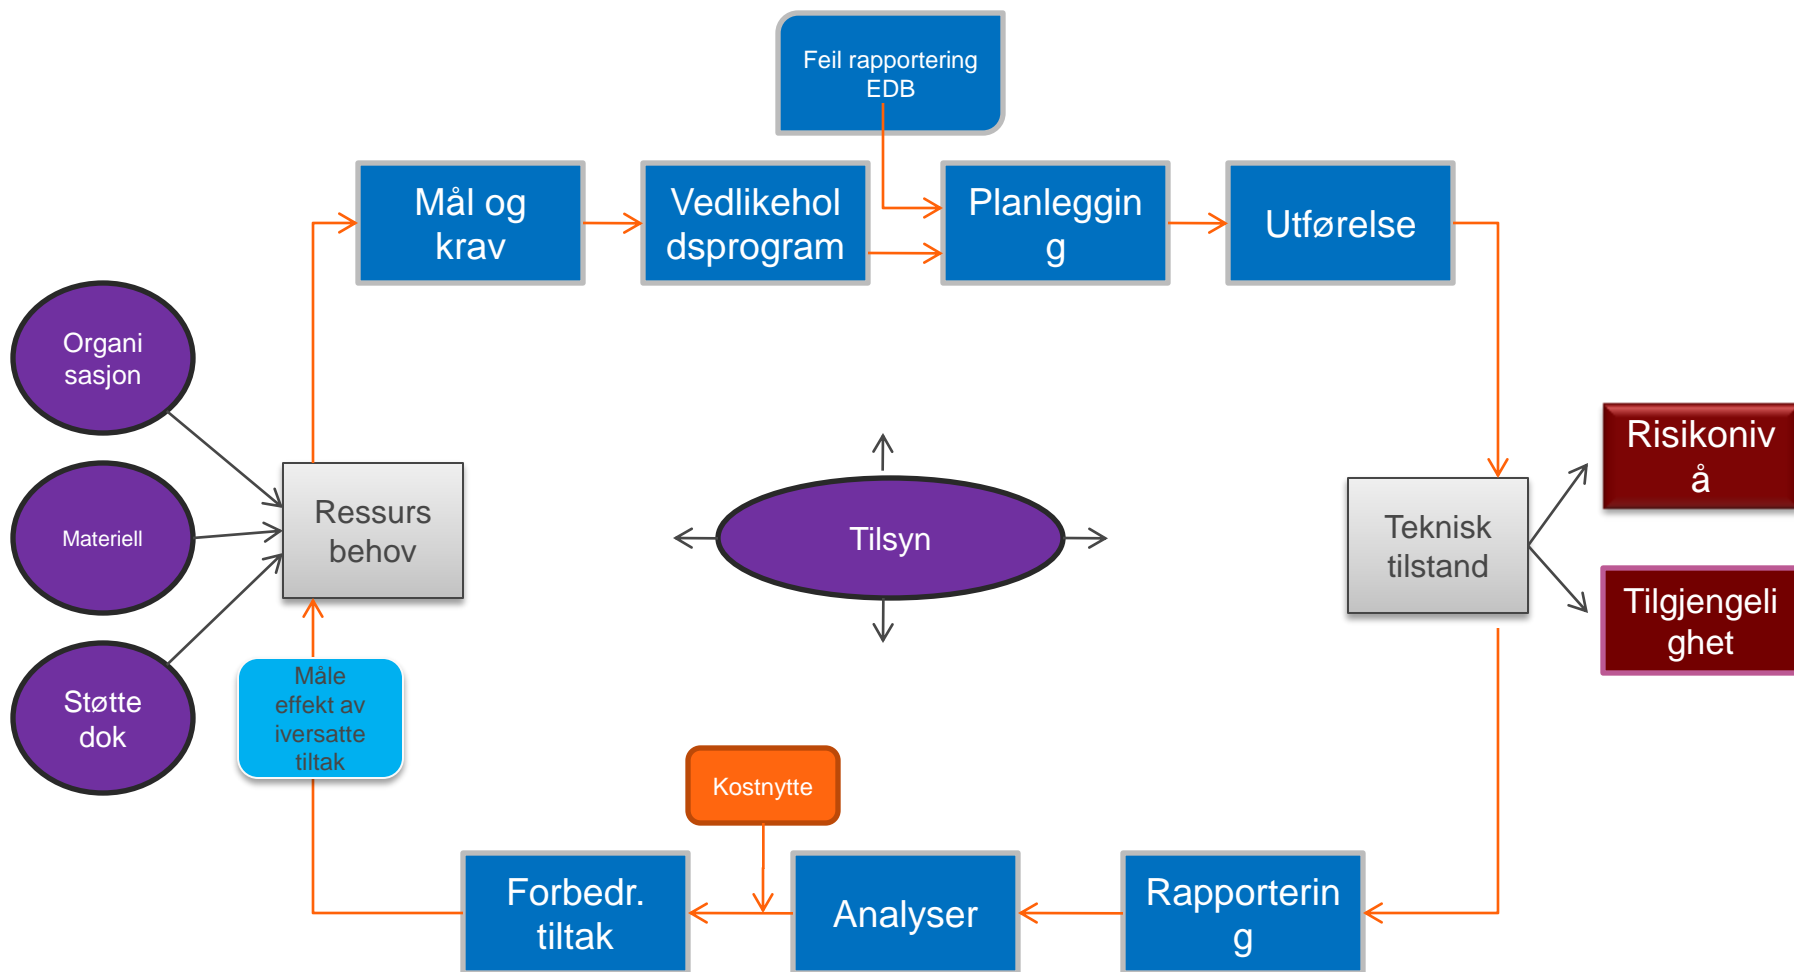 Feil rapportering
EDB
Mål og
krav
Vedlikehol
dsprogram
Planleggin
g
Utførelse
Organi
sasjon
Materiell
Støtte
dok
Ressurs
behov
Tilsyn
Teknisk
tilstand
Risikoniv
å
Tilgjengeli
ghet
Måle
effekt av
iversatte
tiltak
Kostnytte
Forbedr.
tiltak
Analyser
Rapporterin
g